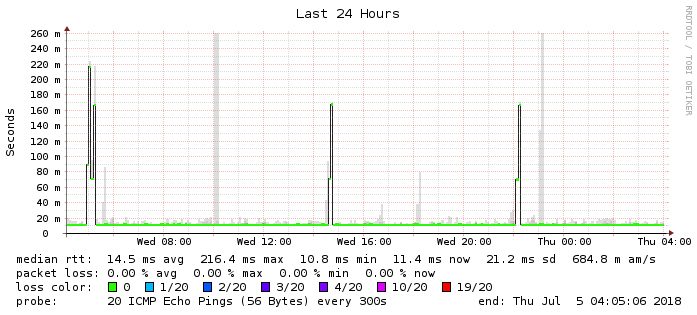 Last 24 Hours
RRDTOOL / TOBI OETIKER
Seconds
260 m
240 m
220 m
200 m
180 m
160 m
140 m
120 m
100 m
80 m
60 m
40 m
20 m
0
Wed 08:00 Wed 12:00 Wed 16:00 Wed 20:00 Thu 00:00 Thu 04:00
median rtt: 14.5 ms avg 216.4 ms max 10.8 ms min 11.4 ms now 21.2 ms sd 684.8 m am/s
packet loss: 0.00 % avg 0.00 % max 0.00 % min 0.00 % now
loss color: 0 1/20 2/20 3/20 4/20 10/20 19/20
probe: 20 ICMP Echo Pings (56 Bytes) every 300s end: Thu Jul 5 04:05:06 2018